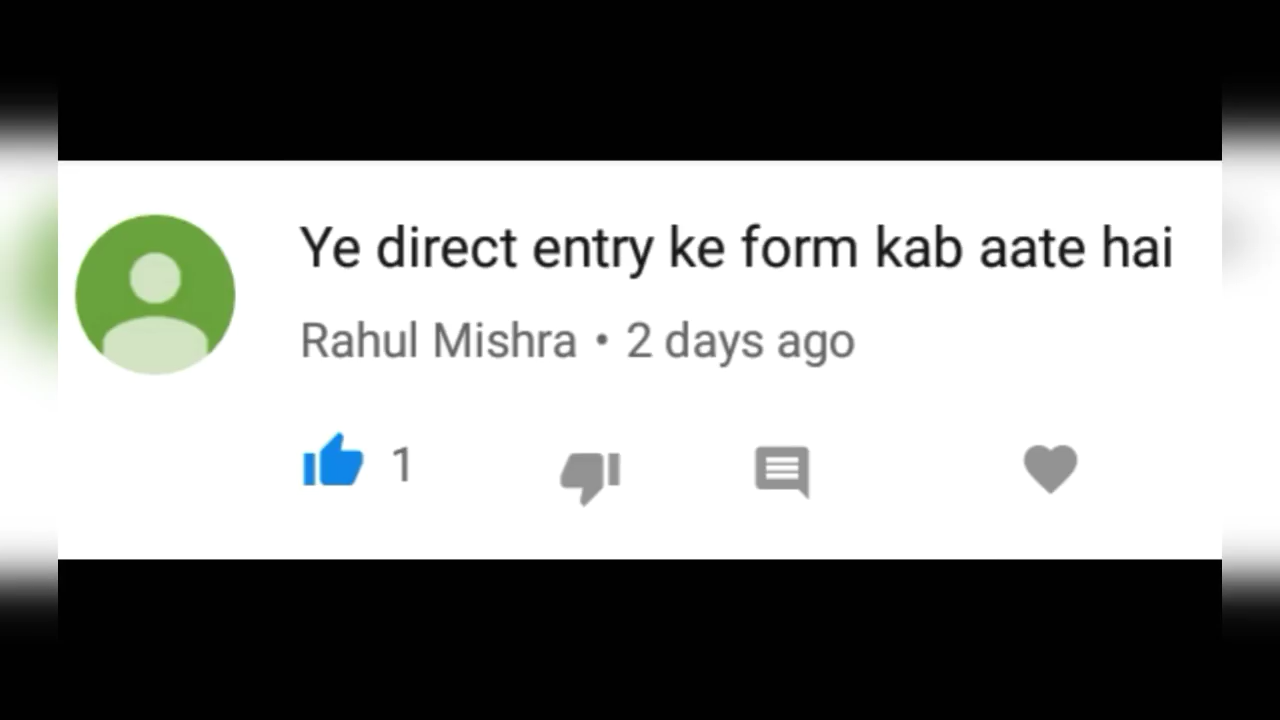 Ye direct entry ke form kab aate hai
Rahul Mishra • 2 days ago
1